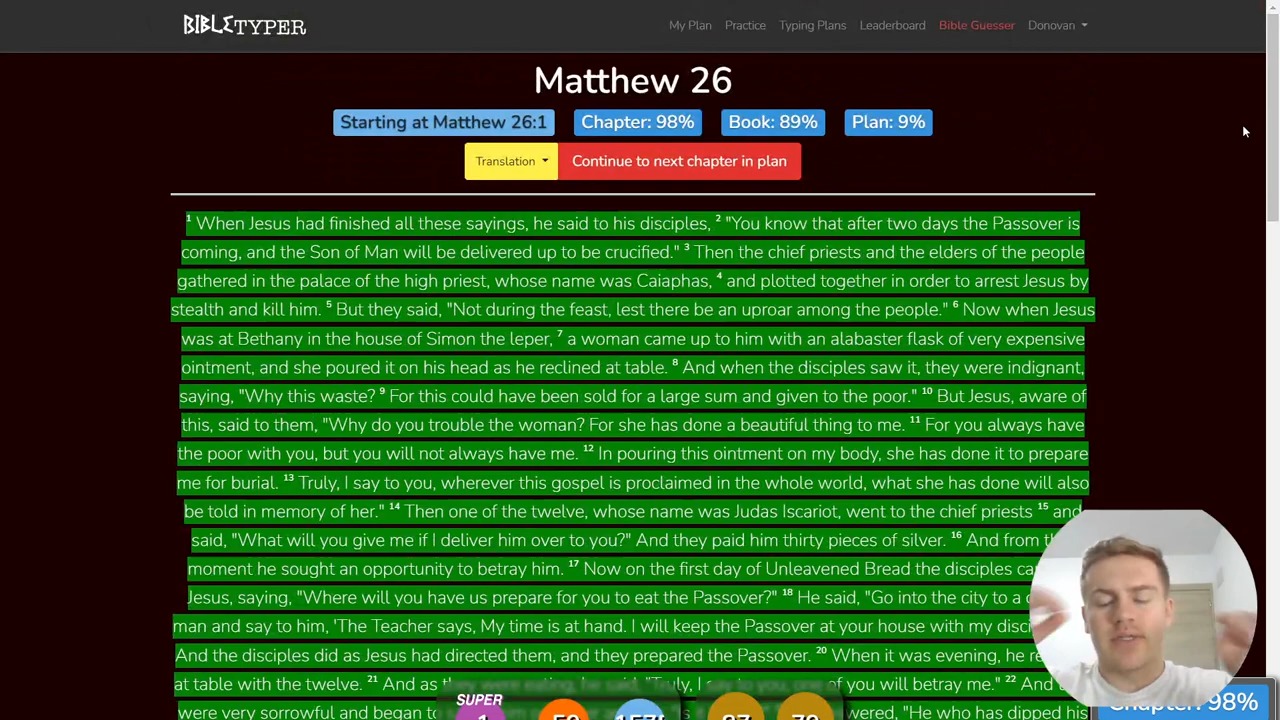 BIBLETYPER
My Plan Practice Typing Plans Leaderboard Bible Guesser Donovan
Matthew 26
Starting at Matthew 26:1 Chapter: 98% Book: 89% Plan: 9%
Translation Continue to next chapter in plan
1 When Jesus had finished all these sayings, he said to his disciples, 2 "You know that after two days the Passover is
coming, and the Son of Man will be delivered up to be crucified." 3 Then the chief priests and the elders of the people
gathered in the palace of the high priest, whose name was Caiaphas, 4 and plotted together in order to arrest Jesus by
stealth and kill him. 5 But they said, "Not during the feast, lest there be an uproar among the people." 6 Now when Jesus
was at Bethany in the house of Simon the leper, 7 a woman came up to him with an alabaster flask of very expensive
ointment, and she poured it on his head as he reclined at table. 8 And when the disciples saw it, they were indignant,
saying, "Why this waste? 9 For this could have been sold for a large sum and given to the poor." 10 But Jesus, aware of
this, said to them, "Why do you trouble the woman? For she has done a beautiful thing to me. 11 For you always have
the poor with you, but you will not always have me. 12 In pouring this ointment on my body, she has done it to prepare
me for burial. 13 Truly, I say to you, wherever this gospel is proclaimed in the whole world, what she has done will also
be told in memory of her." 14 Then one of the twelve, whose name was Judas Iscariot, went to the chief priests 15 and
said, "What will you give me if I deliver him over to you?" And they paid him thirty pieces of silver. 16 And from
moment he sought an opportunity to betray him. 17 Now on the first day of Unleavened Bread the disciples
Jesus, saying, "Where will you have us prepare for you to eat the Passover?" 18 He said, "Go into the city to a
man and say to him, 'The Teacher says, My time is at hand. I will keep the Passover at your house with my
And the disciples did as Jesus had directed them, and they prepared the Passover. 20 When it was evening, he
at table with the twelve. 21 And as they were eating, he said, "Truly, I say to you, one of you will betray me." 22 And
were very sorrowful and began to "He who has dipped his
SUPER
Chapter: 98%